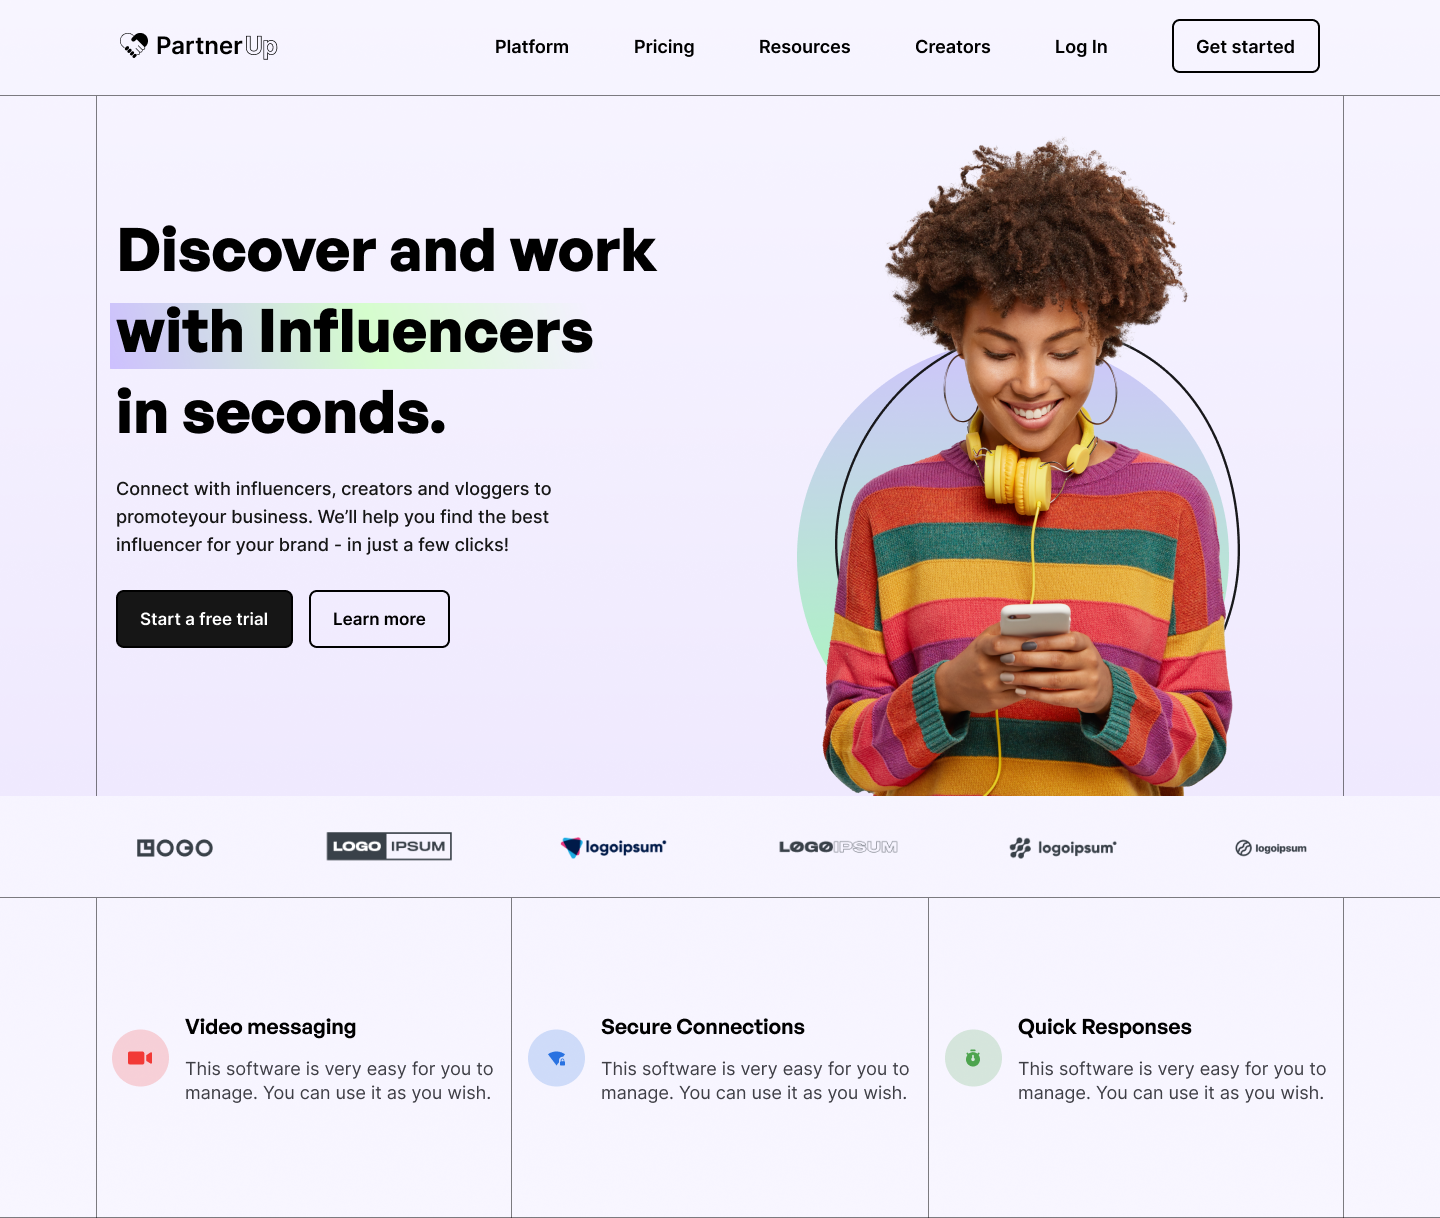 PartnerUp
Platform
Pricing
Resources
Creators
Log In
Get started
Discover and work
with Influencers
in seconds.
Connect with influencers, creators and vloggers to
promoteyour business. We’ll help you find the best
influencer for your brand - in just a few clicks!
Start a free trial
Learn more
LOGO
LOGO IPSUM
logoipsum
LOGOIPSUM
logoipsum
logoipsum
Video messaging
This software is very easy for you to
manage. You can use it as you wish.
Secure Connections
This software is very easy for you to
manage. You can use it as you wish.
Quick Responses
This software is very easy for you to
manage. You can use it as you wish.